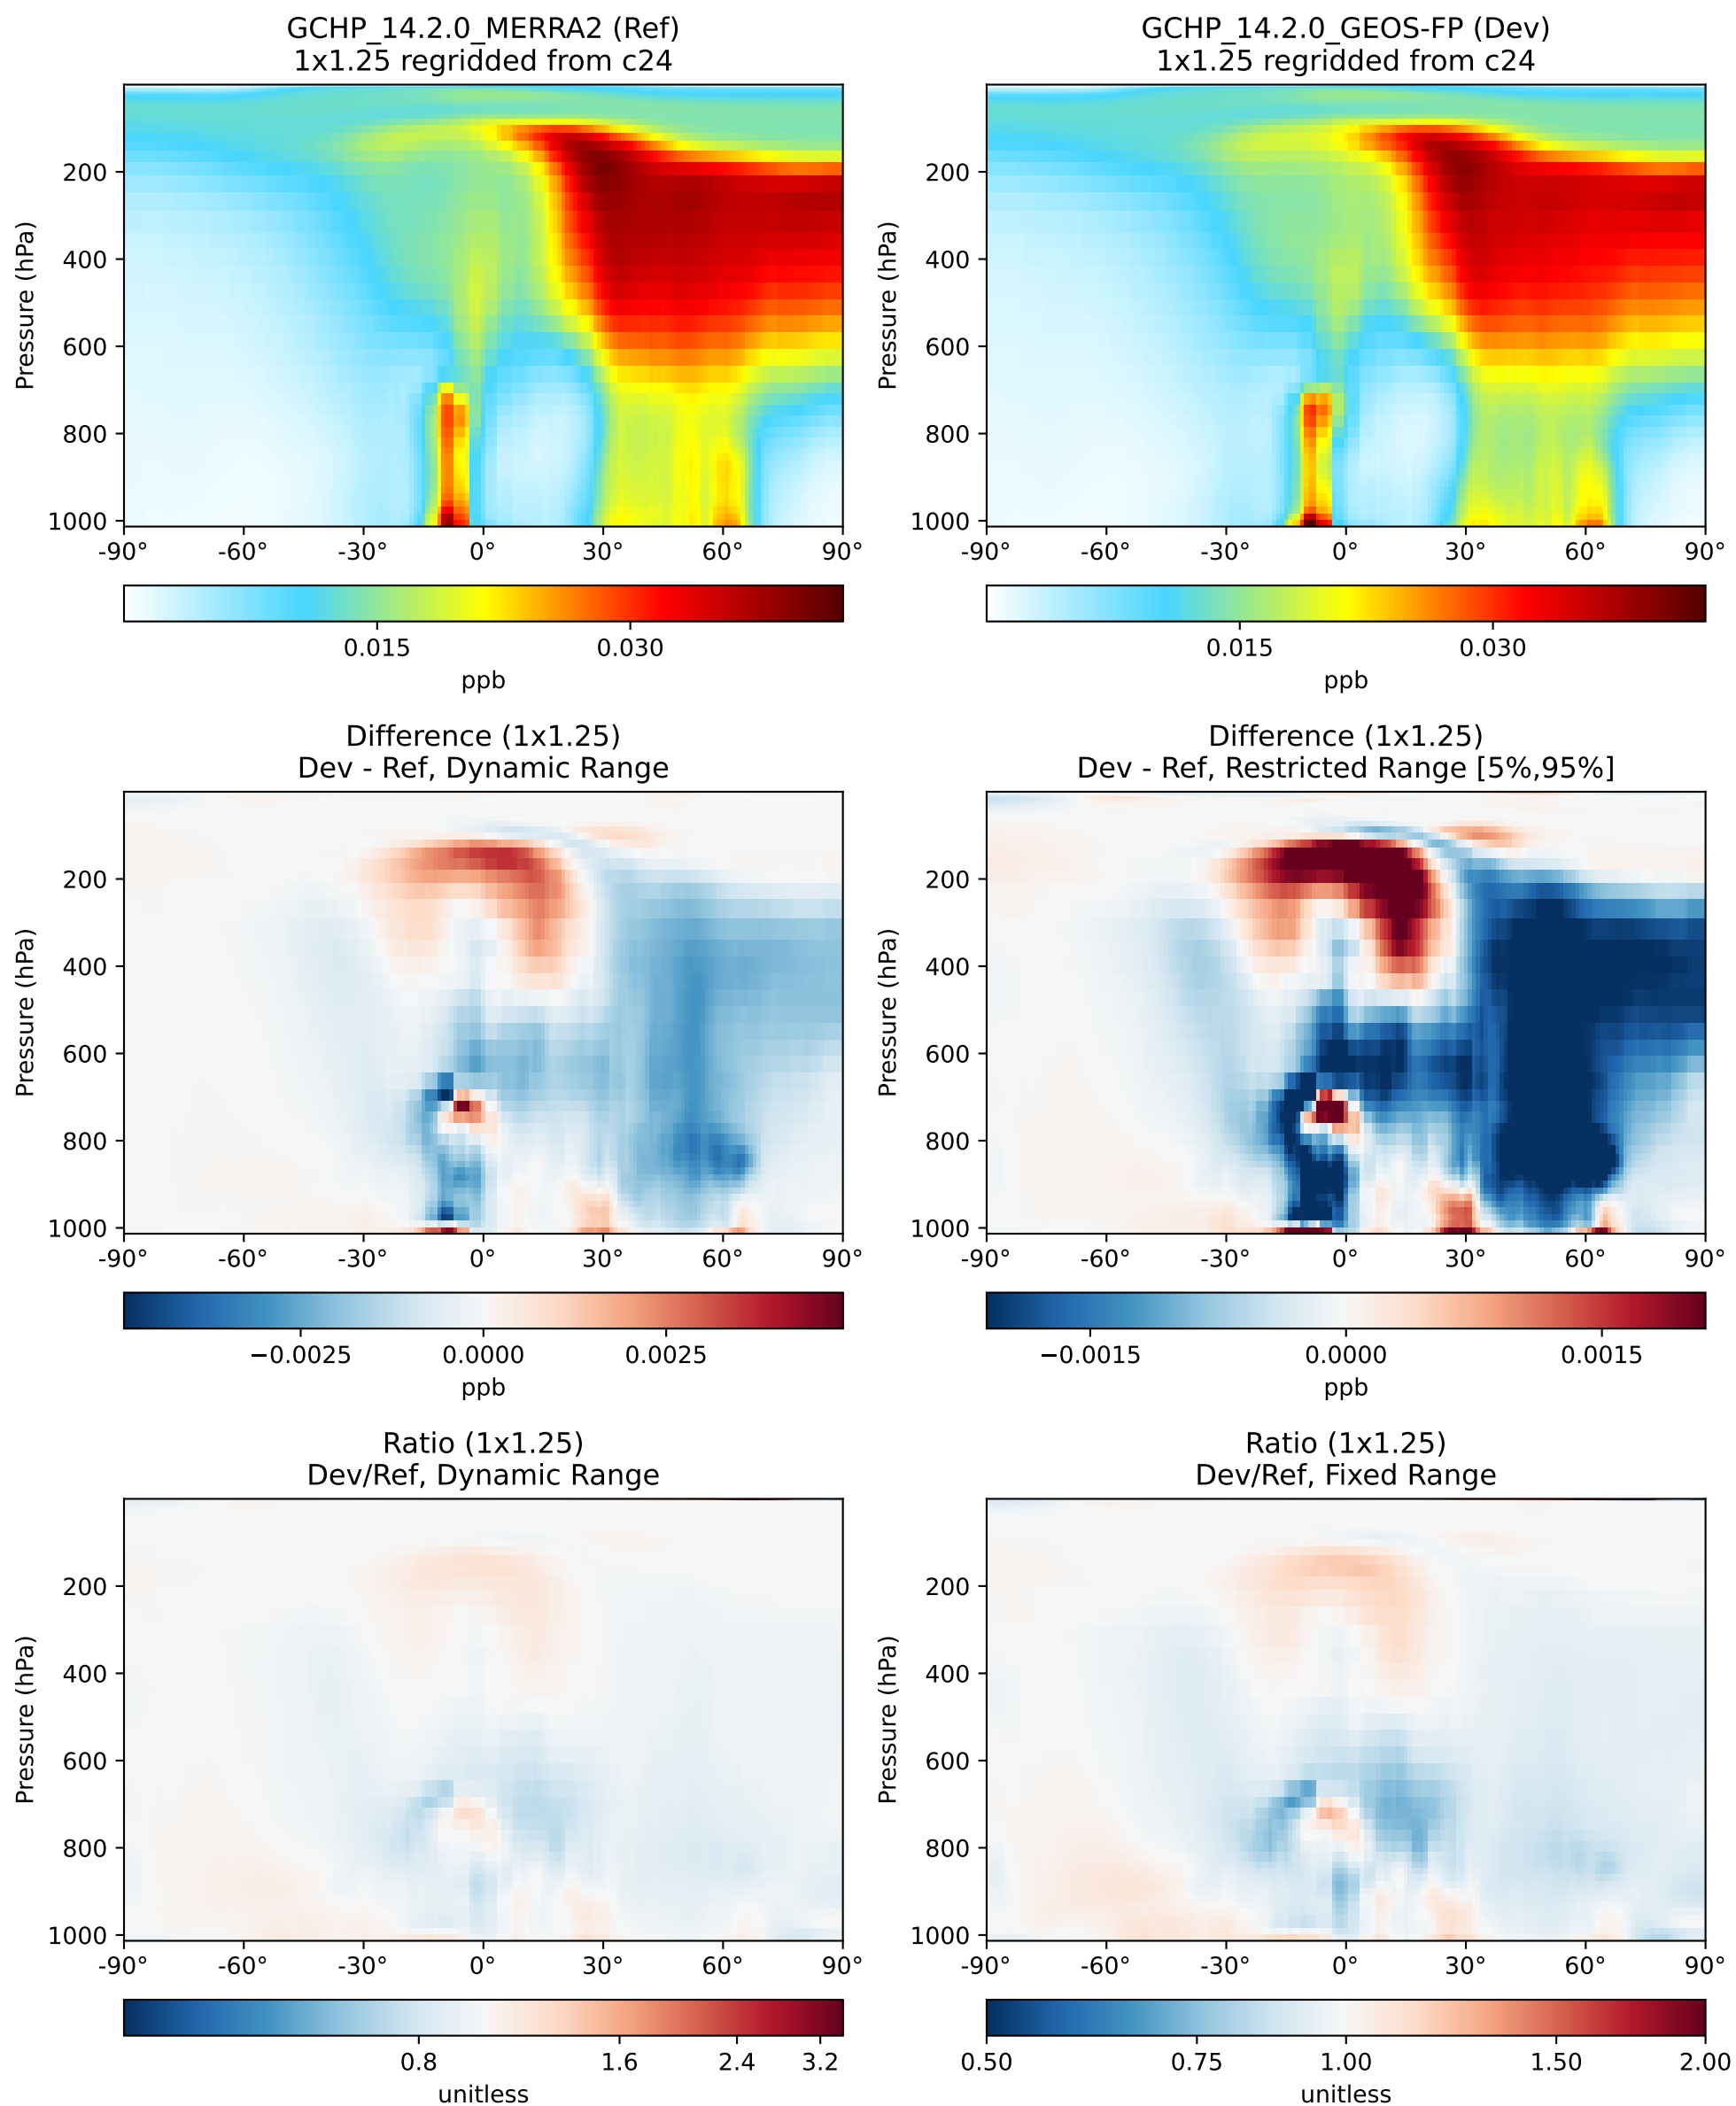 GCHP_14.2.0_MERRA2 (Ref)
1x1.25 regridded from c24
Pressure (hPa)
200
400
600
800
1000
-90° -60° -30° 0° 30° 60° 90°
0.015 0.030
ppb
GCHP_14.2.0_GEOS-FP (Dev)
1x1.25 regridded from c24
Pressure (hPa)
200
400
600
800
1000
-90° -60° -30° 0° 30° 60° 90°
0.015 0.030
ppb
Difference (1x1.25)
Dev - Ref, Dynamic Range
Pressure (hPa)
200
400
600
800
1000
-90° -60° -30° 0° 30° 60° 90°
−0.0025 0.0000 0.0025
ppb
Difference (1x1.25)
Dev - Ref, Restricted Range [5%,95%]
Pressure (hPa)
200
400
600
800
1000
-90° -60° -30° 0° 30° 60° 90°
−0.0015 0.0000 0.0015
ppb
Ratio (1x1.25)
Dev/Ref, Dynamic Range
Pressure (hPa)
200
400
600
800
1000
-90° -60° -30° 0° 30° 60° 90°
0.8 1.6 2.4 3.2
unitless
Ratio (1x1.25)
Dev/Ref, Fixed Range
Pressure (hPa)
200
400
600
800
1000
-90° -60° -30° 0° 30° 60° 90°
0.50 0.75 1.00 1.50 2.00
unitless